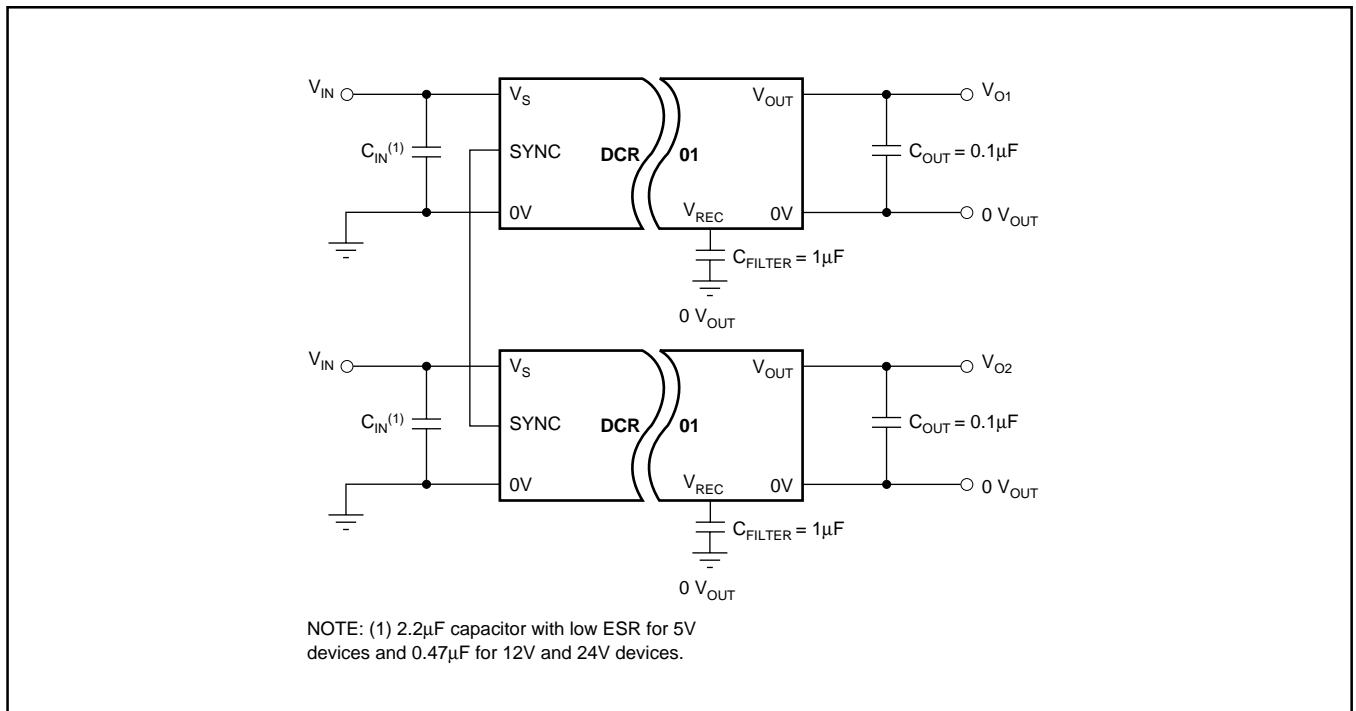 V_IN V_S V_OUT V_O1
C_IN(1) SYNC DCR 01 C_OUT = 0.1μF
0V V_REC 0V 0 V_OUT
C_FILTER = 1μF
0 V_OUT
V_IN V_S V_OUT V_O2
C_IN(1) SYNC DCR 01 C_OUT = 0.1μF
0V V_REC 0V 0 V_OUT
C_FILTER = 1μF
0 V_OUT
NOTE: (1) 2.2μF capacitor with low ESR for 5V
devices and 0.47μF for 12V and 24V devices.